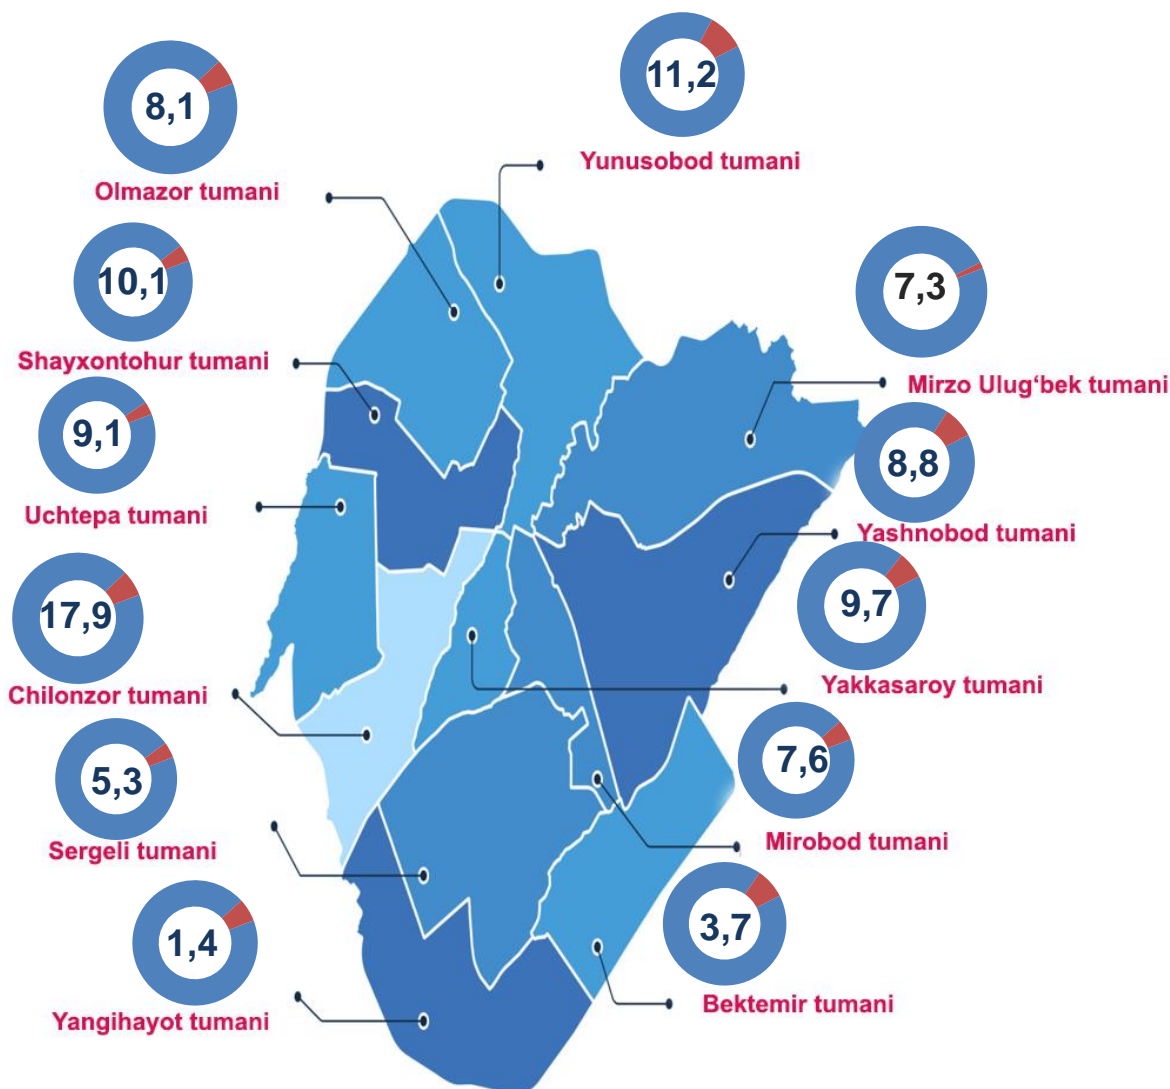 11,2
Yunusobod tumani
8,1
Olmazor tumani
10,1
Shayxontohur tumani
7,3
Mirzo Ulug‘bek tumani
9,1
Uchtepa tumani
8,8
Yashnobod tumani
17,9
Chilonzor tumani
9,7
Yakkasaroy tumani
5,3
Sergeli tumani
7,6
Mirobod tumani
1,4
Yangihayot tumani
3,7
Bektemir tumani